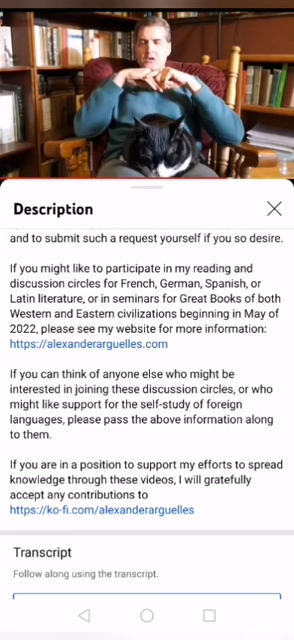 Description
and to submit such a request yourself if you so desire.
If you might like to participate in my reading and
discussion circles for French, German, Spanish, or
Latin literature, or in seminars for Great Books of both
Western and Eastern civilizations beginning in May of
2022, please see my website for more information:
https://alexanderarguelles.com
If you can think of anyone else who might be
interested in joining these discussion circles, or who
might like support for the self-study of foreign
languages, please pass the above information along
to them.
If you are in a position to support my efforts to spread
knowledge through these videos, I will gratefully
accept any contributions to
https://ko-fi.com/alexanderarguelles
Transcript
Follow along using the transcript.